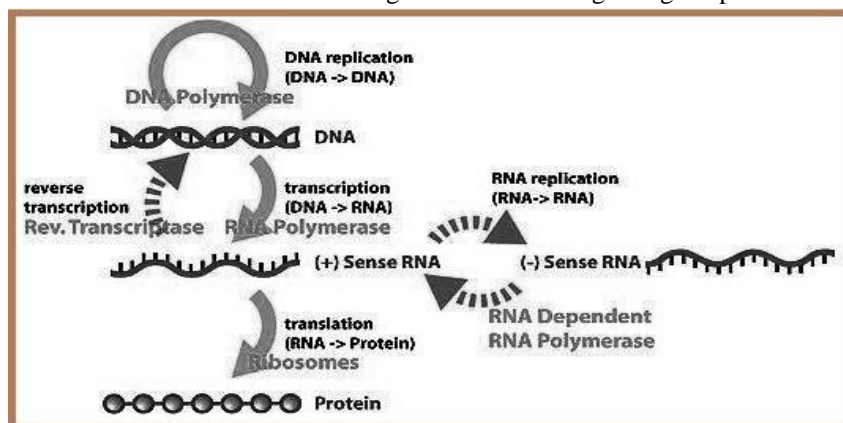 DNA replication
(DNA -> DNA)
DNA Polymerase
DNA
reverse
transcription
Rev. Transcriptase
transcription
(DNA -> RNA)
RNA Polymerase
RNA replication
(RNA-> RNA)
(+) Sense RNA
(-) Sense RNA
translation
(RNA -> Protein)
Ribosomes
RNA Dependent
RNA Polymerase
Protein